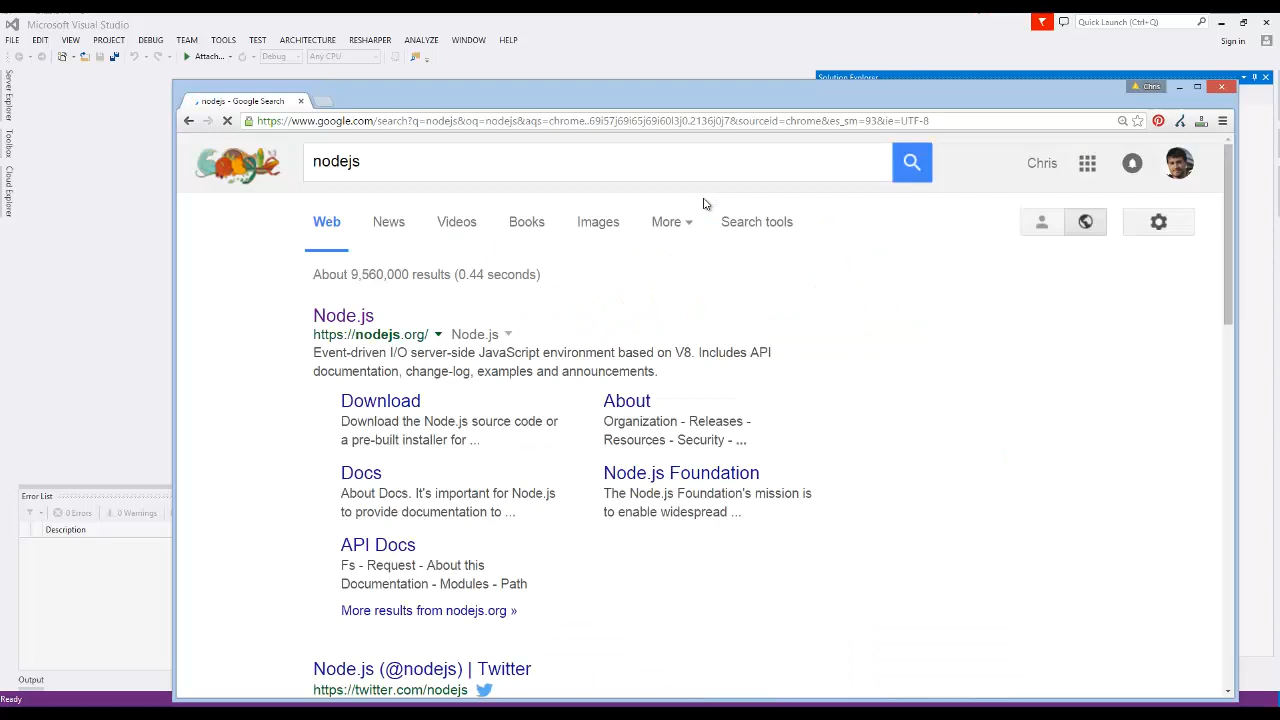 Microsoft Visual Studio
Quick Launch (Ctrl+Q)
FILE EDIT VIEW PROJECT DEBUG TEAM TOOLS TEST ARCHITECTURE RESHARPER ANALYZE WINDOW HELP
Sign in
Attach... Debug Any CPU
Solution Explorer
Server Explorer
Toolbox
Cloud Explorer
Chris
nodejs - Google Search
https://www.google.com/search?q=nodejs&oq=nodejs&aqs=chrome..69i57j69i65j69i60l3j0.2136j0j7&sourceid=chrome&es_sm=93&ie=UTF-8
nodejs
Chris
Web News Videos Books Images More Search tools
About 9,560,000 results (0.44 seconds)
Node.js
https://nodejs.org/ Node.js
Event-driven I/O server-side JavaScript environment based on V8. Includes API
documentation, change-log, examples and announcements.
Download
Download the Node.js source code or
a pre-built installer for ...
About
Organization - Releases -
Resources - Security - ...
Docs
About Docs. It's important for Node.js
to provide documentation to ...
Node.js Foundation
The Node.js Foundation's mission is
to enable widespread ...
API Docs
Fs - Request - About this
Documentation - Modules - Path
More results from nodejs.org »
Node.js (@nodejs) | Twitter
https://twitter.com/nodejs
Error List
0 Errors 0 Warnings
Description
Output
Ready